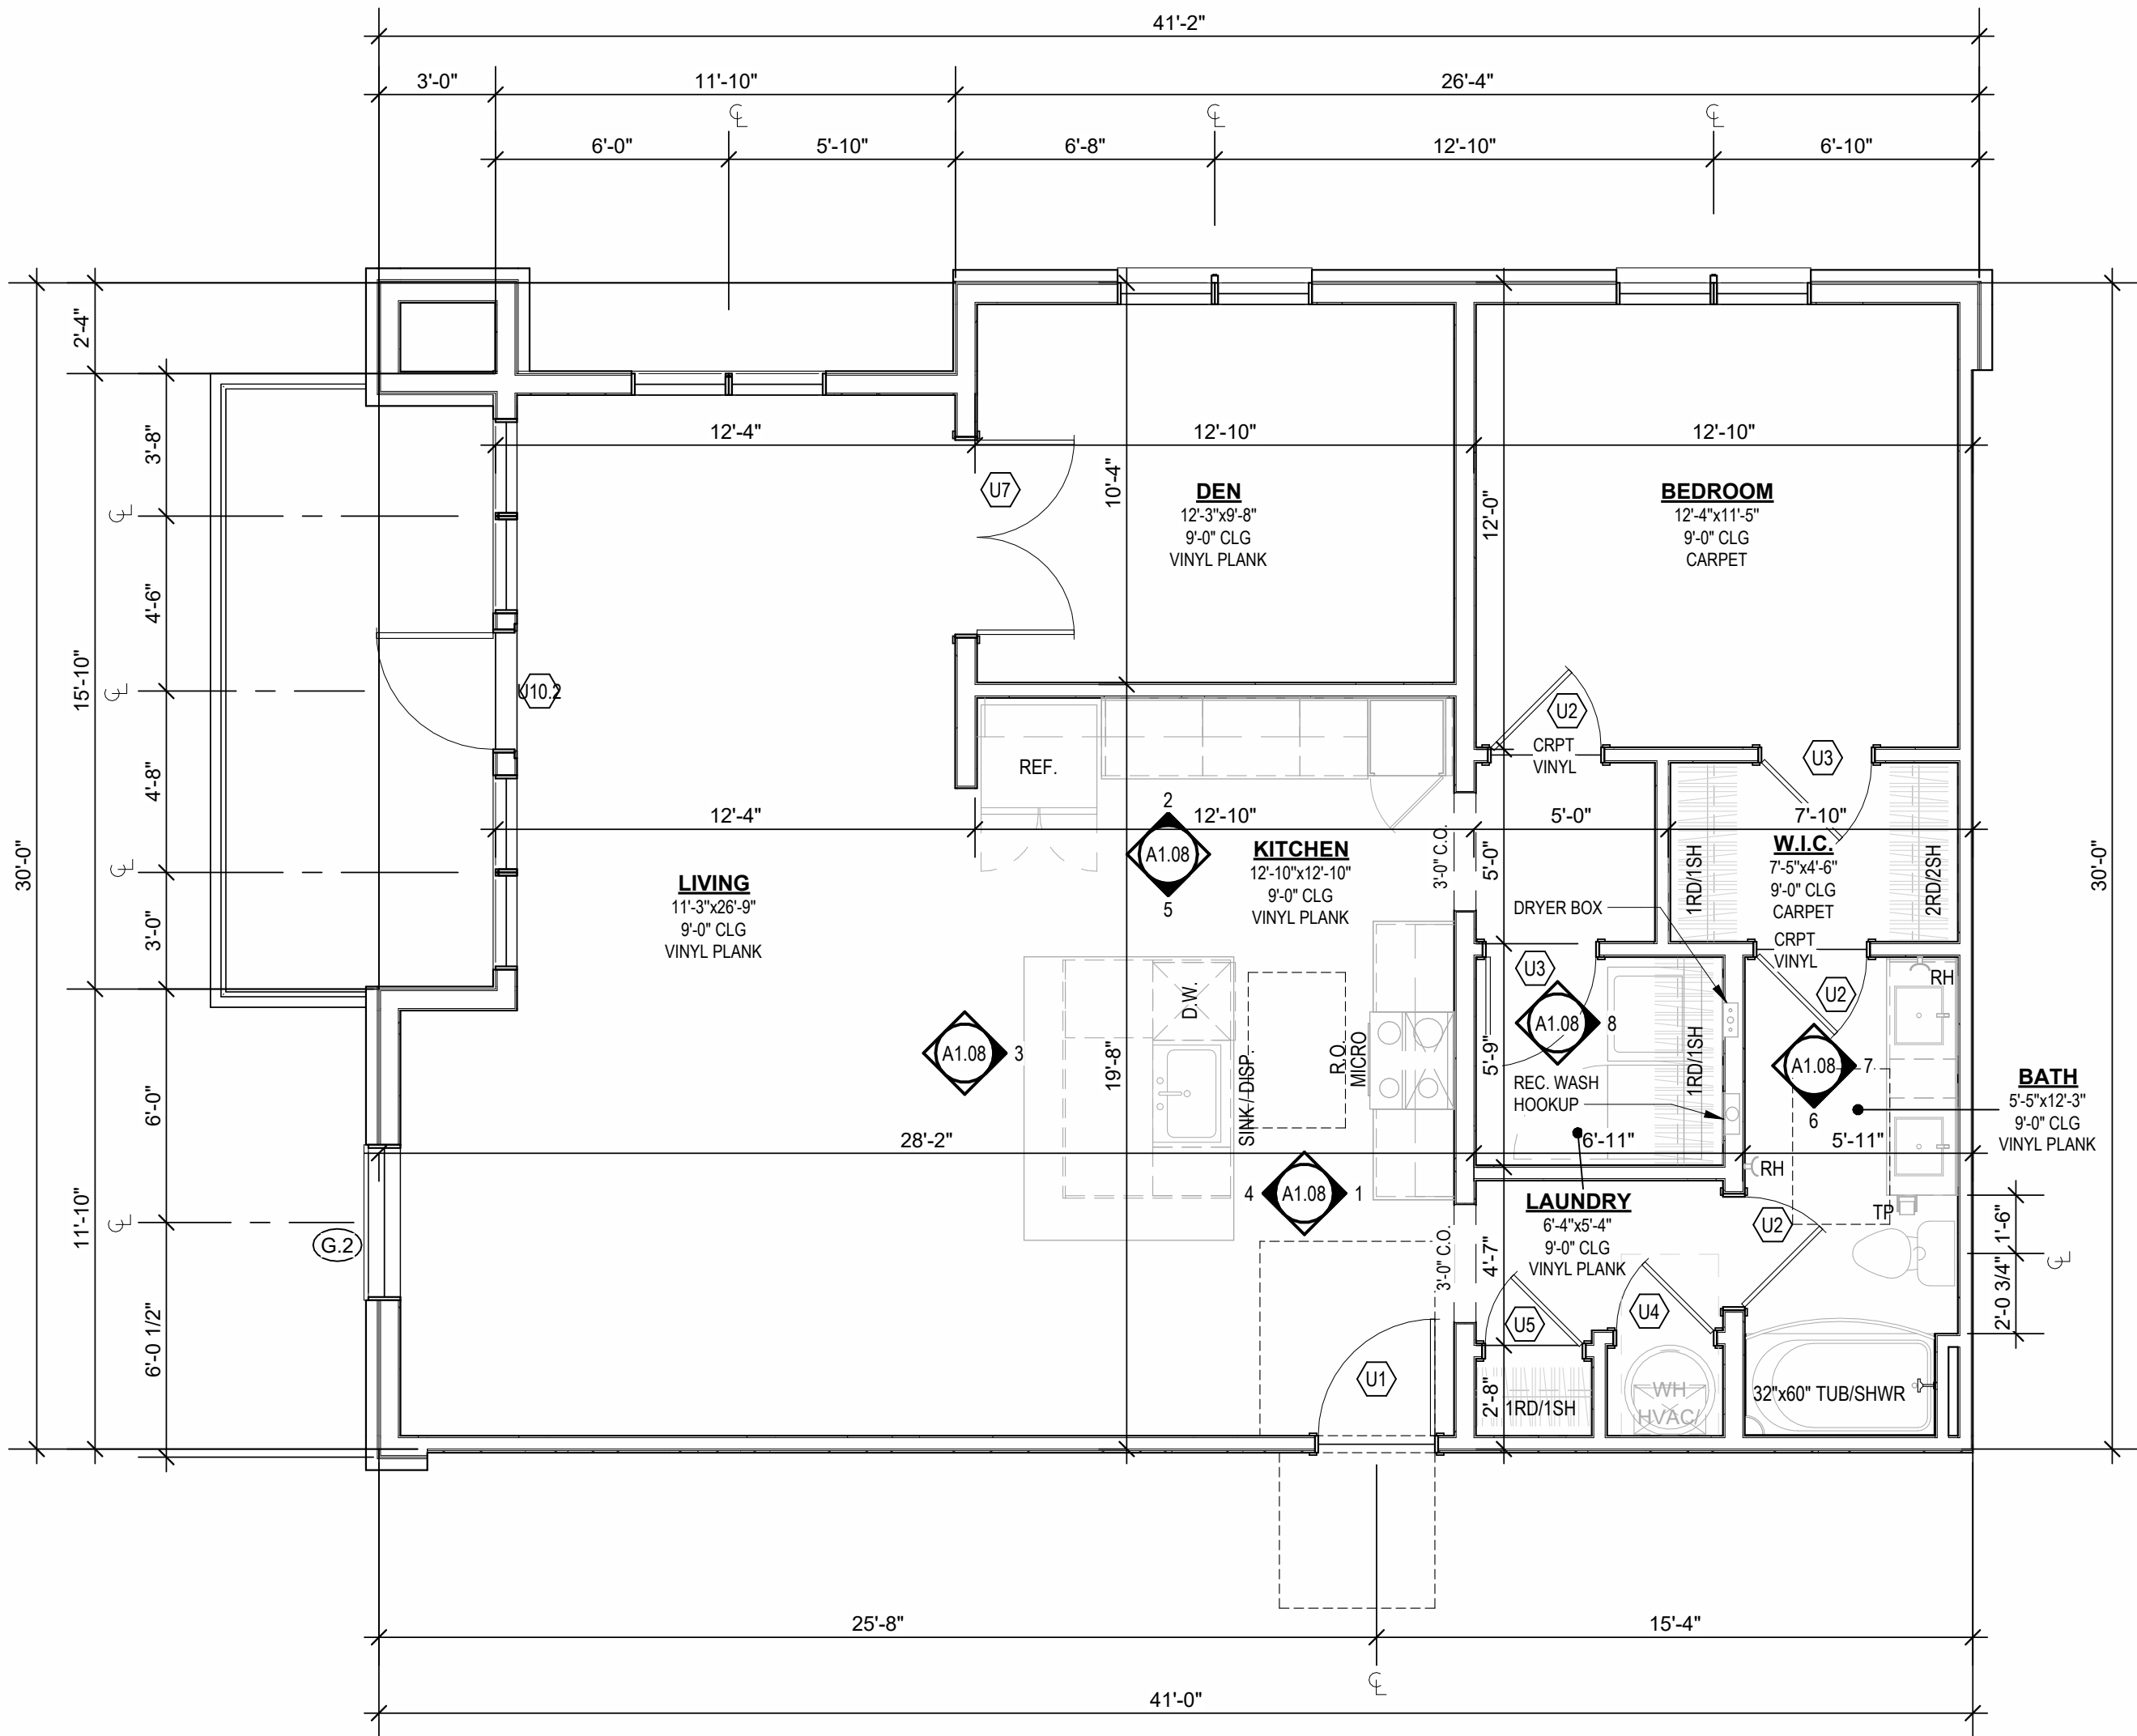 41'-2"
3'-0"
11'-10"
26'-4"
℄
℄
℄
6'-0"
5'-10"
6'-8"
12'-10"
6'-10"
2'-4"
3'-8"
12'-4"
12'-10"
12'-10"
10'-4"
U7
DEN
12'-3"x9'-8"
9'-0" CLG
VINYL PLANK
12'-0"
BEDROOM
12'-4"x11'-5"
9'-0" CLG
CARPET
℄
4'-6"
15'-10"
℄
U10.2
U2
CRPT
VINYL
U3
REF.
4'-8"
2
12'-4"
12'-10"
5'-0"
7'-10"
30'-0"
30'-0"
℄
A1.08
5
KITCHEN
12'-10"x12'-10"
9'-0" CLG
VINYL PLANK
3'-0" C.O.
5'-0"
W.I.C.
7'-5"x4'-6"
9'-0" CLG
CARPET
1RD/1SH
2RD/2SH
LIVING
11'-3"x26'-9"
9'-0" CLG
VINYL PLANK
DRYER BOX
3'-0"
CRPT
VINYL
U3
U2
RH
D.W.
A1.08
3
19'-8"
SINK / DISP.
R.O.
MICRO
5'-9"
A1.08
8
1RD/1SH
REC. WASH
HOOKUP
A1.08
7
6
BATH
5'-5"x12'-3"
9'-0" CLG
VINYL PLANK
6'-0"
28'-2"
6'-11"
5'-11"
RH
4
A1.08
1
LAUNDRY
6'-4"x5'-4"
9'-0" CLG
VINYL PLANK
TP
U2
1'-6"
11'-10"
℄
G.2
3'-0" C.O.
4'-7"
℄
2'-0 3/4"
U5
U4
6'-0 1/2"
U1
2'-8"
1RD/1SH
WH
HVAC/
32"x60" TUB/SHWR
25'-8"
15'-4"
℄
41'-0"